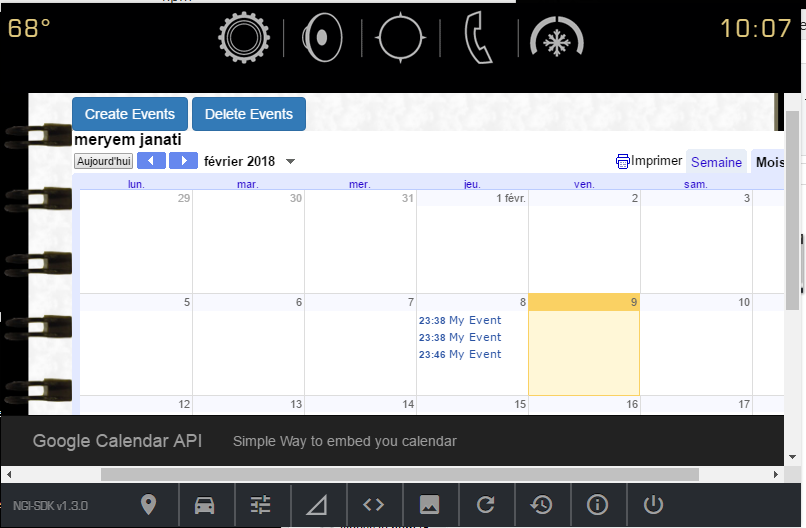 68°
10:07
Create Events
Delete Events
meryem janati
Aujourd'hui
février 2018
Imprimer
Semaine
Mois
lun. mar. mer. jeu. ven. sam.
29 30 31 1 févr. 2 3
5 6 7 8 9 10
23:38 My Event
23:38 My Event
23:46 My Event
12 13 14 15 16 17
Google Calendar API
Simple Way to embed you calendar
NGI-SDK v1.3.0